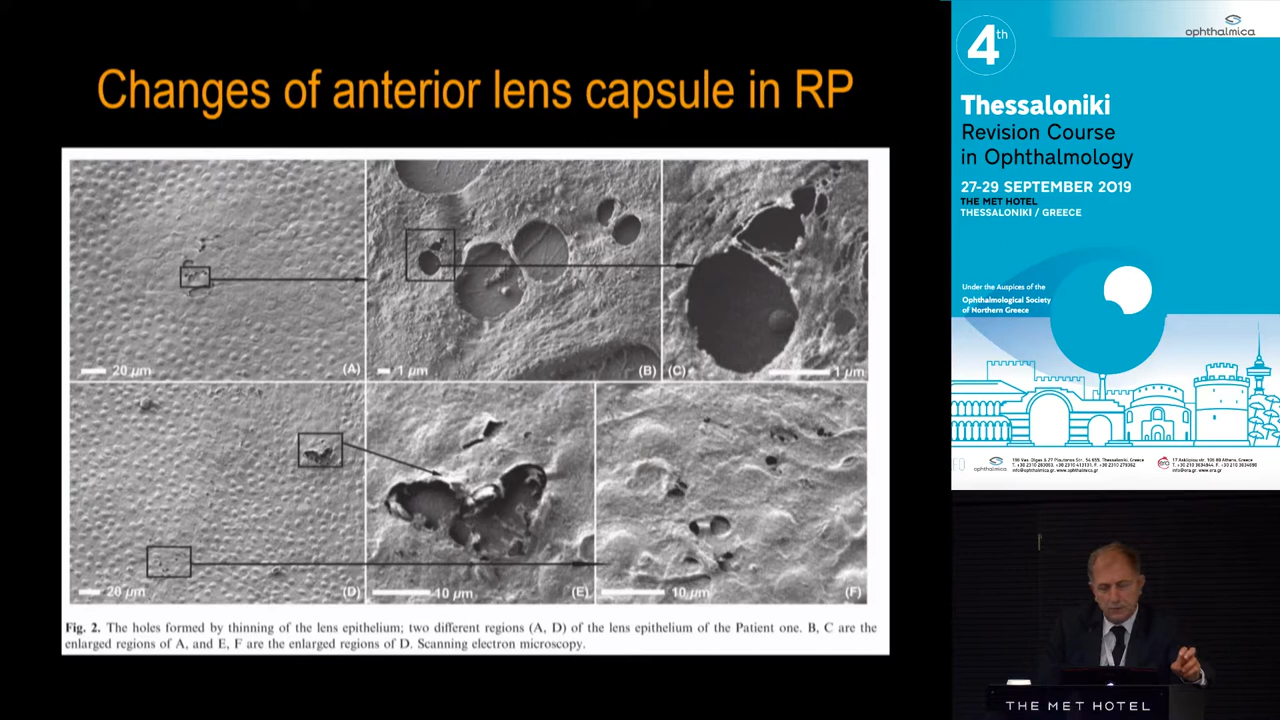 Changes of anterior lens capsule in RP
20 µm
(A)
1 µm
(B)
(C)
1 µm
20 µm
(D)
10 µm
(E)
10 µm
(F)
Fig. 2. The holes formed by thinning of the lens epithelium; two different regions (A, D) of the lens epithelium of the Patient one. B, C are the
enlarged regions of A, and E, F are the enlarged regions of D. Scanning electron microscopy.
ophthalmica
4th
Thessaloniki
Revision Course
in Ophthalmology
27-29 SEPTEMBER 2019
THE MET HOTEL
THESSALONIKI / GREECE
Under the Auspices of the
Ophthalmological Society
of Northern Greece
ophthalmica
THE MET HOTEL